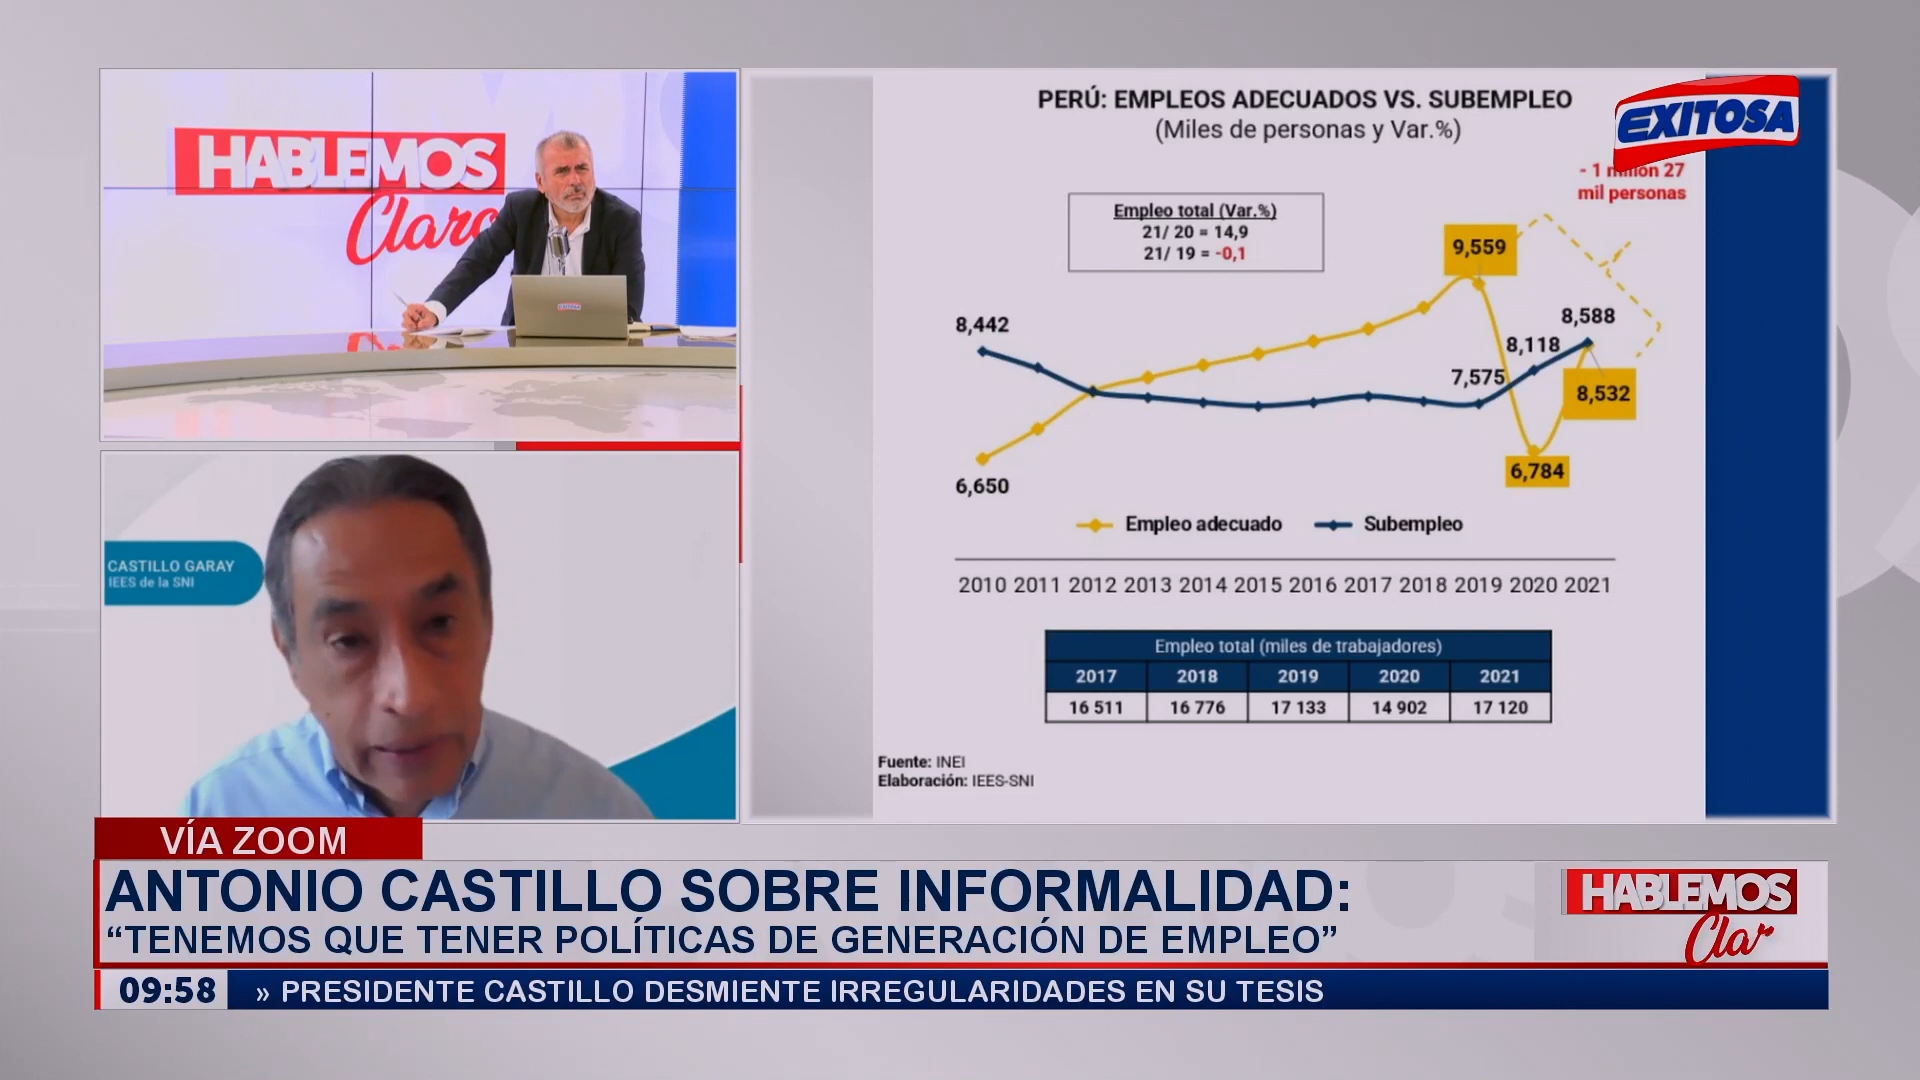 HABLEMOS
Claro
CASTILLO GARAY
IEES de la SNI
EXITOSA
PERÚ: EMPLEOS ADECUADOS VS. SUBEMPLEO
(Miles de personas y Var.%)
- 1 millón 27
mil personas
Empleo total (Var.%)
21/ 20 = 14,9
21/ 19 = -0,1
9,559
8,442
8,588
8,118
7,575
8,532
6,784
6,650
Empleo adecuado
Subempleo
2010 2011 2012 2013 2014 2015 2016 2017 2018 2019 2020 2021
Empleo total (miles de trabajadores)
2017 2018 2019 2020 2021
16 511 16 776 17 133 14 902 17 120
Fuente: INEI
Elaboración: IEES-SNI
VÍA ZOOM
ANTONIO CASTILLO SOBRE INFORMALIDAD:
“TENEMOS QUE TENER POLÍTICAS DE GENERACIÓN DE EMPLEO”
HABLEMOS
Claro
09:58
» PRESIDENTE CASTILLO DESMIENTE IRREGULARIDADES EN SU TESIS